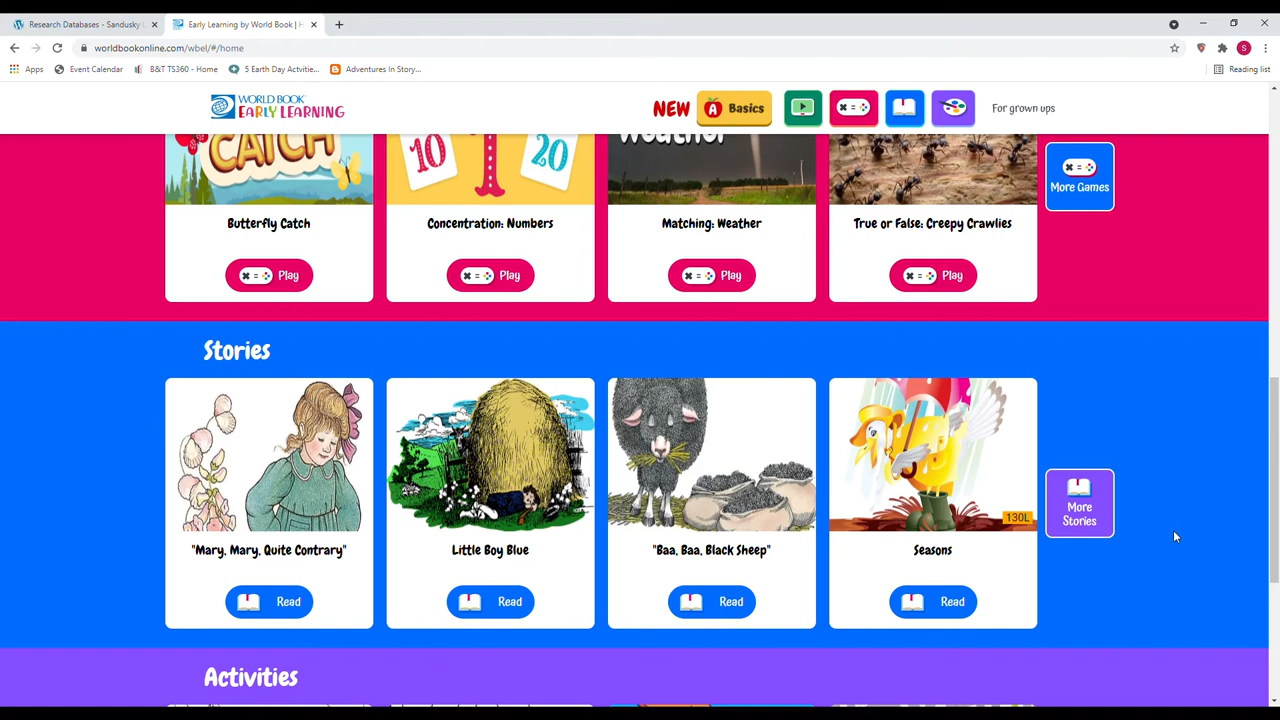 Research Databases - Sandusky
Early Learning by World Book | H
worldbookonline.com/wbel/#/home
S
Apps
Event Calendar
B&T TS360 - Home
5 Earth Day Actvitie...
Adventures In Story...
Reading list
WORLD BOOK
EARLY LEARNING
NEW
A Basics
For grown ups
CATCH
10
20
Weather
More Games
Butterfly Catch
Concentration: Numbers
Matching: Weather
True or False: Creepy Crawlies
Play
Play
Play
Play
Stories
130L
More
Stories
"Mary, Mary, Quite Contrary"
Little Boy Blue
"Baa, Baa, Black Sheep"
Seasons
Read
Read
Read
Read
Activities